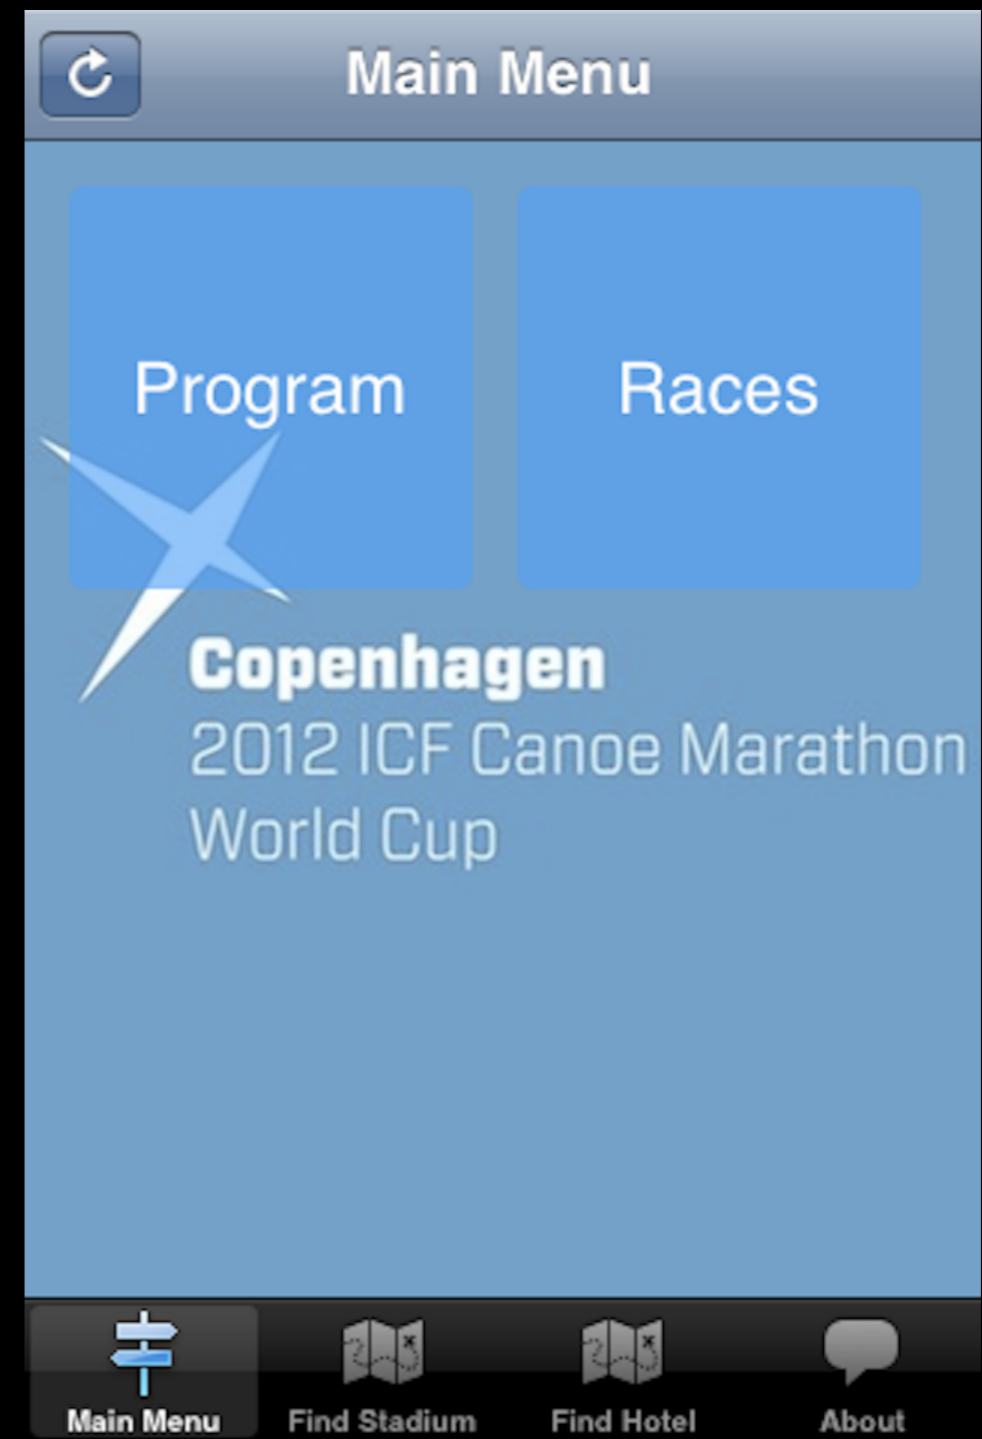 Main Menu
Program
Races
Copenhagen
2012 ICF Canoe Marathon
World Cup
Main Menu
Find Stadium
Find Hotel
About